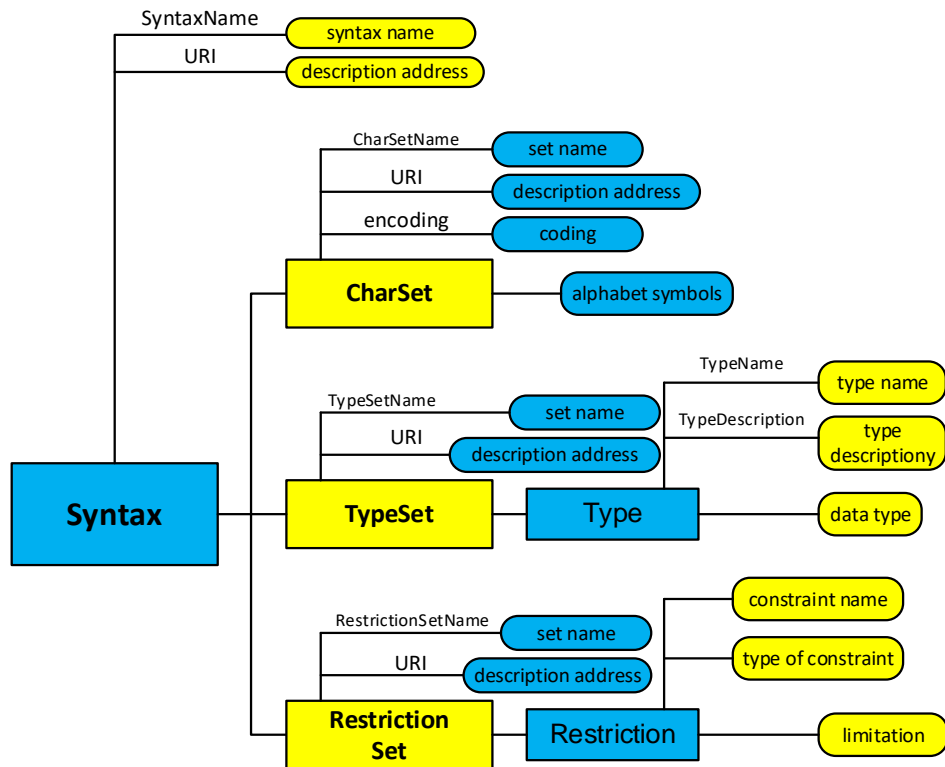 SyntaxName
syntax name
URI
description address
CharSetName
set name
URI
description address
encoding
coding
CharSet
alphabet symbols
TypeName
type name
TypeSetName
set name
TypeDescription
type
descriptiony
URI
description address
Syntax
TypeSet
Type
data type
constraint name
RestrictionSetName
set name
type of constraint
URI
description address
Restriction
Set
Restriction
limitation